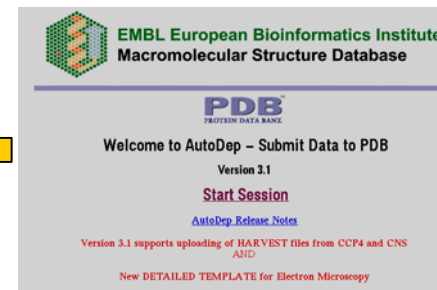 EMBL European Bioinformatics Institute
Macromolecular Structure Database
PDB
PROTEIN DATA BANK
Welcome to AutoDep – Submit Data to PDB
Version 3.1
Start Session
AutoDep Release Notes
Version 3.1 supports uploading of HARVEST files from CCP4 and CNS
AND
New DETAILED TEMPLATE for Electron Microscopy